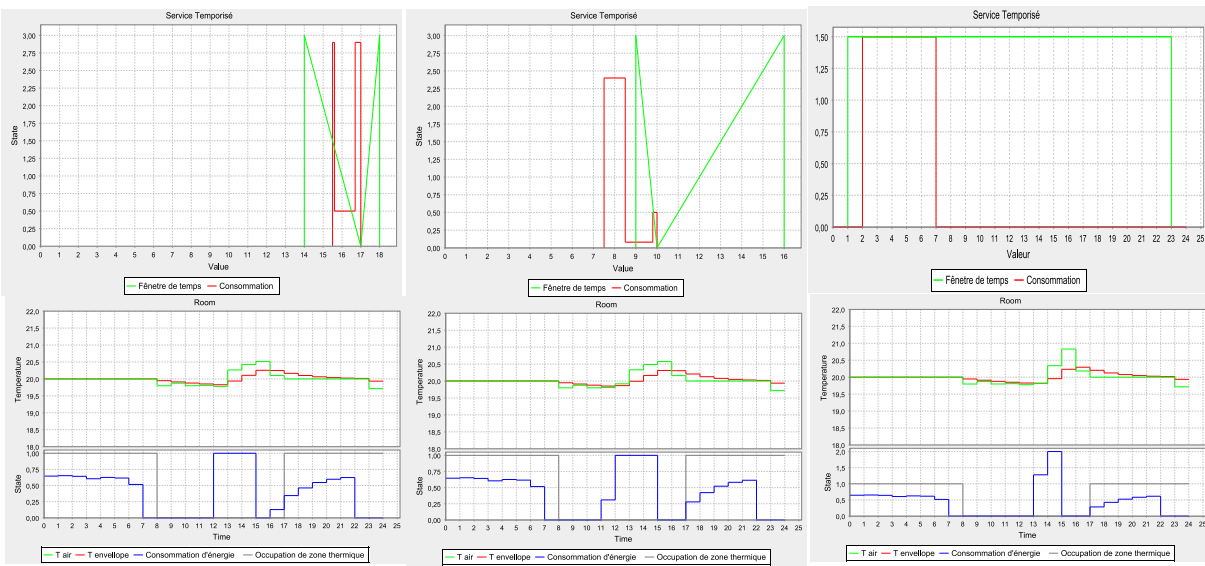 Service Temporisé
3,00
2,75
2,50
2,25
2,00
1,75
1,50
1,25
1,00
0,75
0,50
0,25
0,00
State
0 1 2 3 4 5 6 7 8 9 10 11 12 13 14 15 16 17 18
Value
Fênetre de temps Consommation
Service Temporisé
3,00
2,75
2,50
2,25
2,00
1,75
1,50
1,25
1,00
0,75
0,50
0,25
0,00
State
0 1 2 3 4 5 6 7 8 9 10 11 12 13 14 15 16
Value
Fênetre de temps Consommation
Service Temporisé
1,50
1,25
1,00
0,75
0,50
0,25
0,00
State
0 1 2 3 4 5 6 7 8 9 10 11 12 13 14 15 16 17 18 19 20 21 22 23 24 25
Valeur
Fênetre de temps Consommation
Room
22,0
21,5
21,0
20,5
20,0
19,5
19,0
18,5
18,0
Temperature
1,00
0,75
0,50
0,25
0,00
State
0 1 2 3 4 5 6 7 8 9 10 11 12 13 14 15 16 17 18 19 20 21 22 23 24 25
Time
T air T envellope Consommation d'énergie Occupation de zone thermique
Room
22,0
21,5
21,0
20,5
20,0
19,5
19,0
18,5
18,0
Temperature
1,00
0,75
0,50
0,25
0,00
State
0 1 2 3 4 5 6 7 8 9 10 11 12 13 14 15 16 17 18 19 20 21 22 23 24 25
Time
T air T envellope Consommation d'énergie Occupation de zone thermique
Room
22,0
21,5
21,0
20,5
20,0
19,5
19,0
18,5
18,0
Temperature
2,0
1,5
1,0
0,5
0,0
State
0 1 2 3 4 5 6 7 8 9 10 11 12 13 14 15 16 17 18 19 20 21 22 23 24 25
Time
T air T envellope Consommation d'énergie Occupation de zone thermique